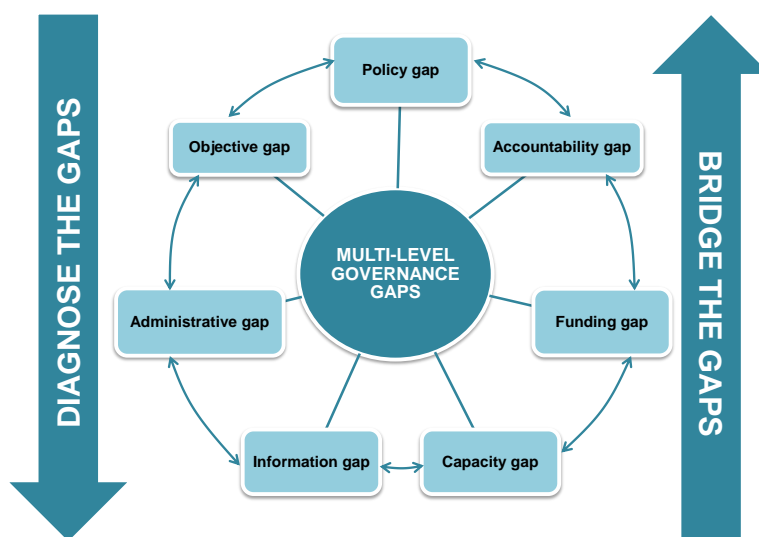 DIAGNOSE THE GAPS
Policy gap
Objective gap
Accountability gap
MULTI-LEVEL
GOVERNANCE
GAPS
Administrative gap
Funding gap
Information gap
Capacity gap
BRIDGE THE GAPS